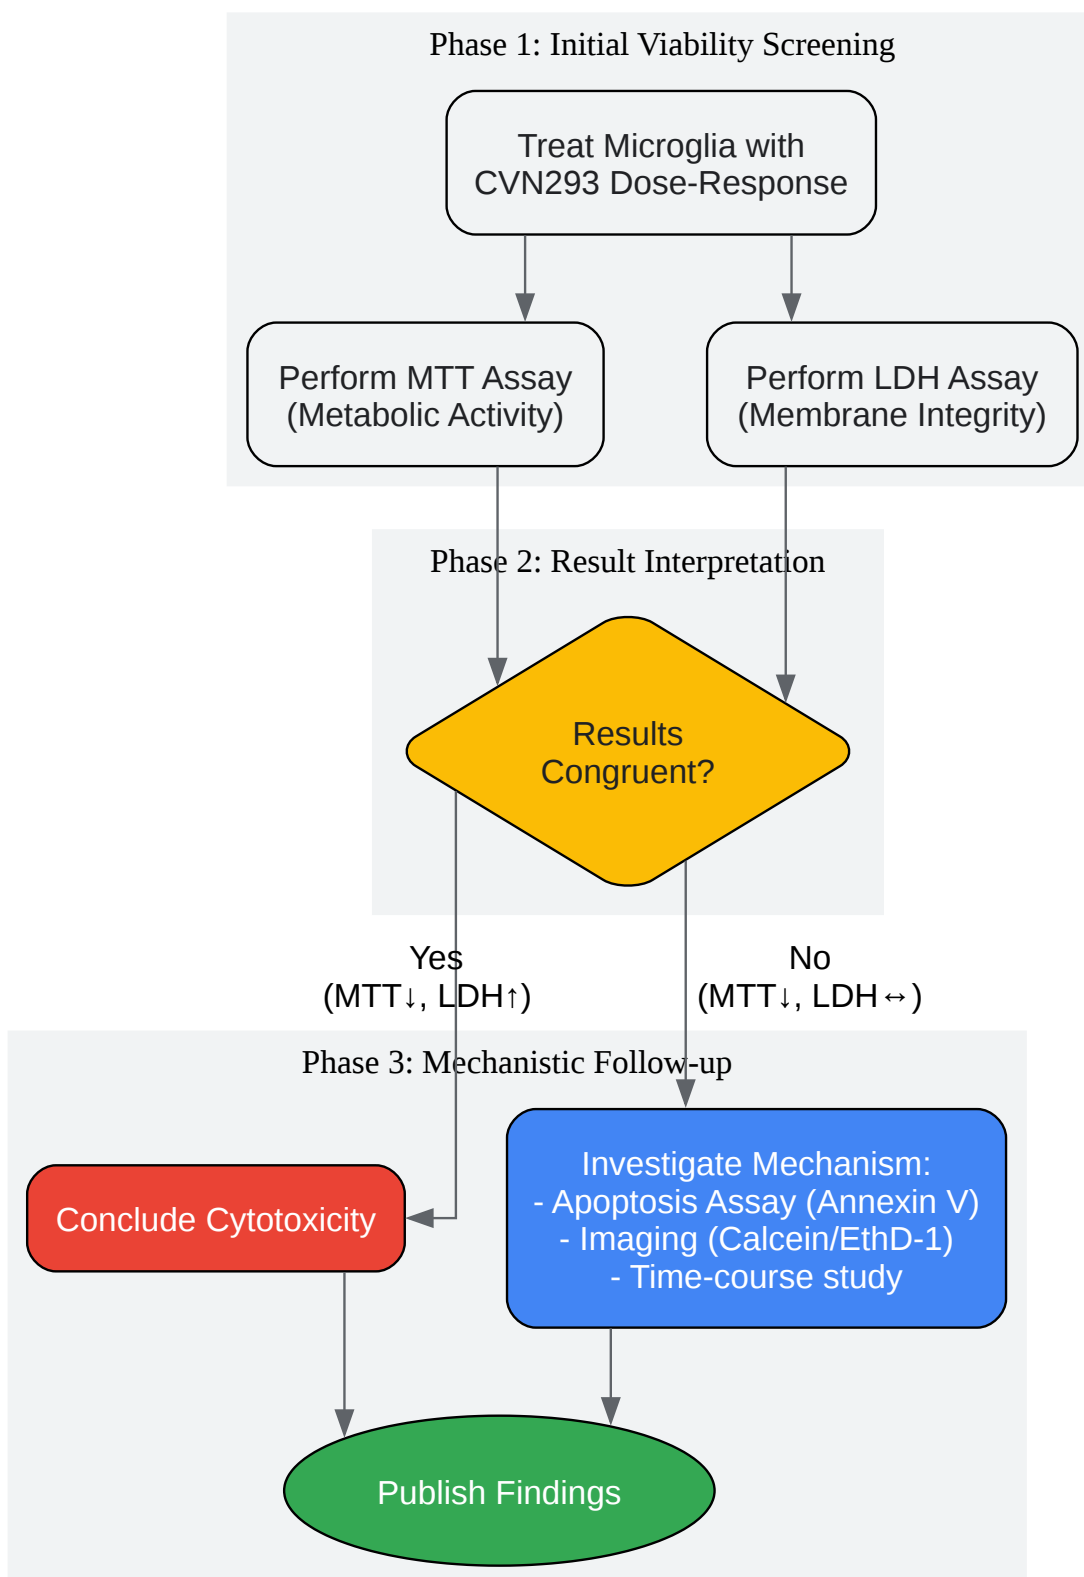 Phase 1: Initial Viability Screening
Treat Microglia with
CVN293 Dose-Response
Perform MTT Assay
(Metabolic Activity)
Perform LDH Assay
(Membrane Integrity)
Phase 2: Result Interpretation
Results
Congruent?
Yes
(MTT↓, LDH↑)
No
(MTT↓, LDH↔)
Phase 3: Mechanistic Follow-up
Conclude Cytotoxicity
Investigate Mechanism:
- Apoptosis Assay (Annexin V)
- Imaging (Calcein/EthD-1)
- Time-course study
Publish Findings